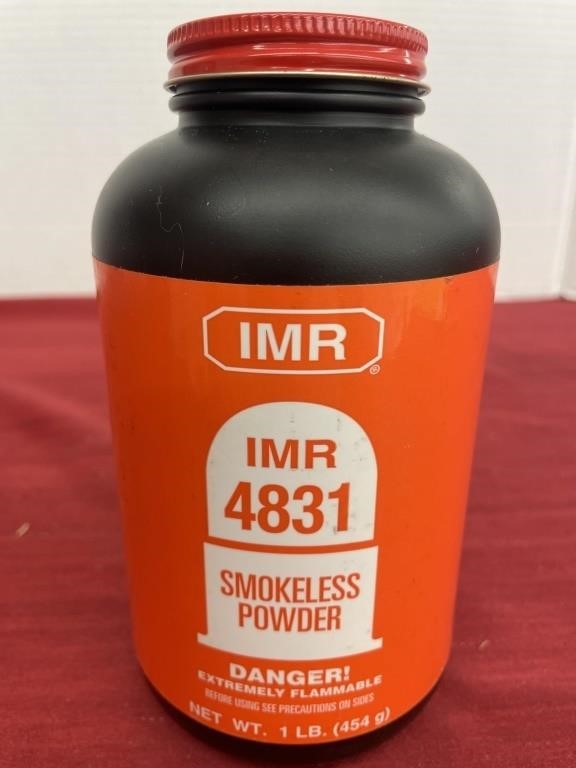 IMR
®
IMR
4831
SMOKELESS
POWDER
DANGER!
EXTREMELY FLAMMABLE
BEFORE USING SEE PRECAUTIONS ON SIDES
NET WT. 1 LB. (454 g)